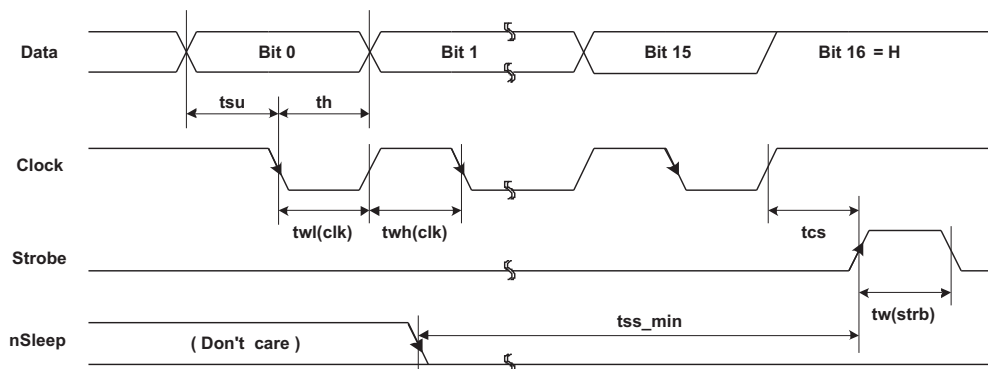 Data
Bit 0
Bit 1
Bit 15
Bit 16 = H
tsu
th
Clock
twl(clk)
twh(clk)
tcs
Strobe
tw(strb)
tss_min
nSleep
( Don't care )